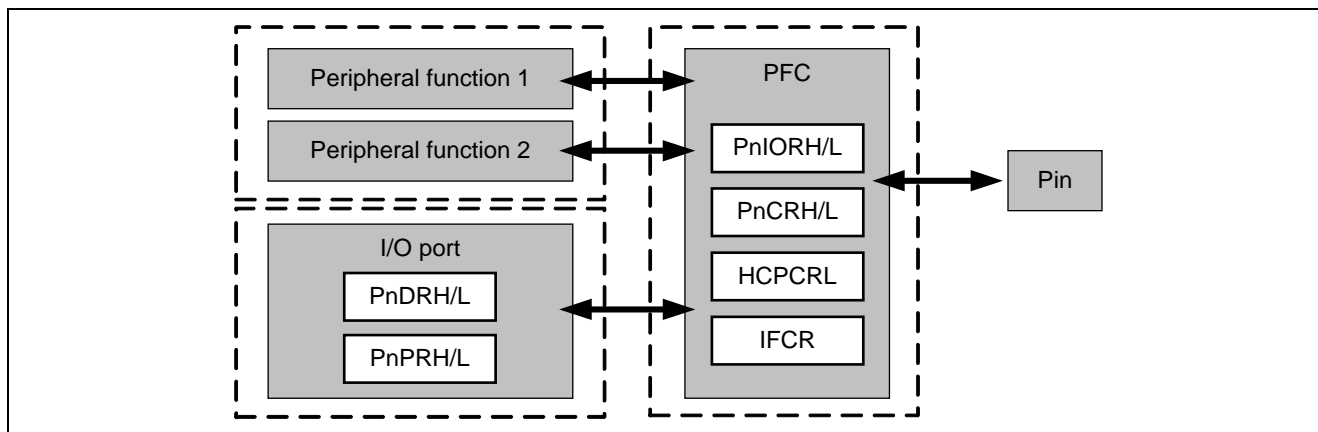 Peripheral function 1
Peripheral function 2
I/O port
PnDRH/L
PnPRH/L
PFC
PnIORH/L
PnCRH/L
HCPCRL
IFCR
Pin